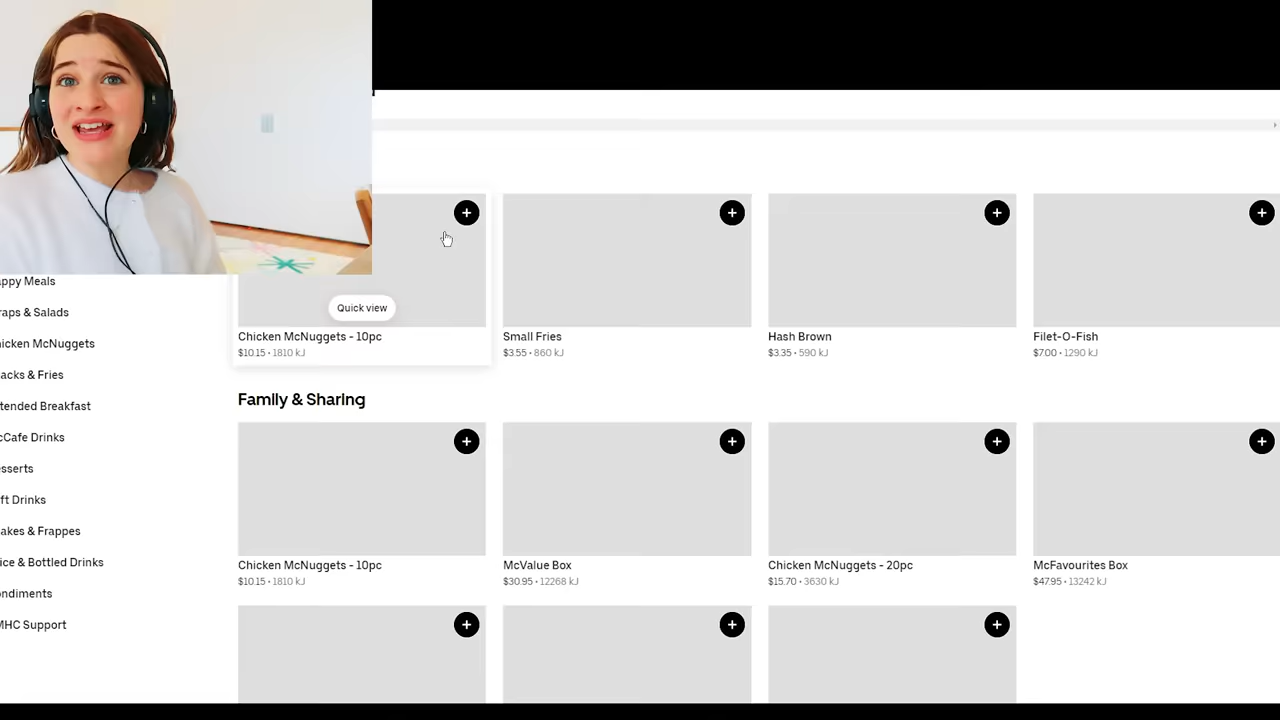 Quick view
Chicken McNuggets - 10pc
$10.15 • 1810 kJ
Small Fries
$3.55 • 860 kJ
Hash Brown
$3.35 • 590 kJ
Filet-O-Fish
$7.00 • 1290 kJ
Family & Sharing
Chicken McNuggets - 10pc
$10.15 • 1810 kJ
McValue Box
$30.95 • 12268 kJ
Chicken McNuggets - 20pc
$15.70 • 3630 kJ
McFavourites Box
$47.95 • 13242 kJ
appy Meals
raps & Salads
hicken McNuggets
acks & Fries
tended Breakfast
cCafe Drinks
esserts
ft Drinks
akes & Frappes
ice & Bottled Drinks
ondiments
MHC Support